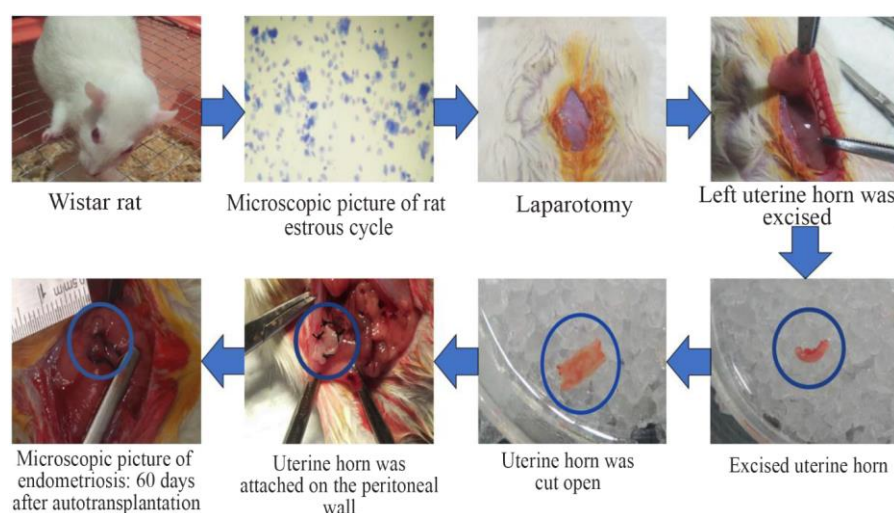 Wistar rat
Microscopic picture of rat
estrous cycle
Laparotomy
Left uterine horn was
excised
Excised uterine horn
Uterine horn was
cut open
Uterine horn was
attached on the peritoneal
wall
Microscopic picture of
endometriosis: 60 days
after autotransplantation